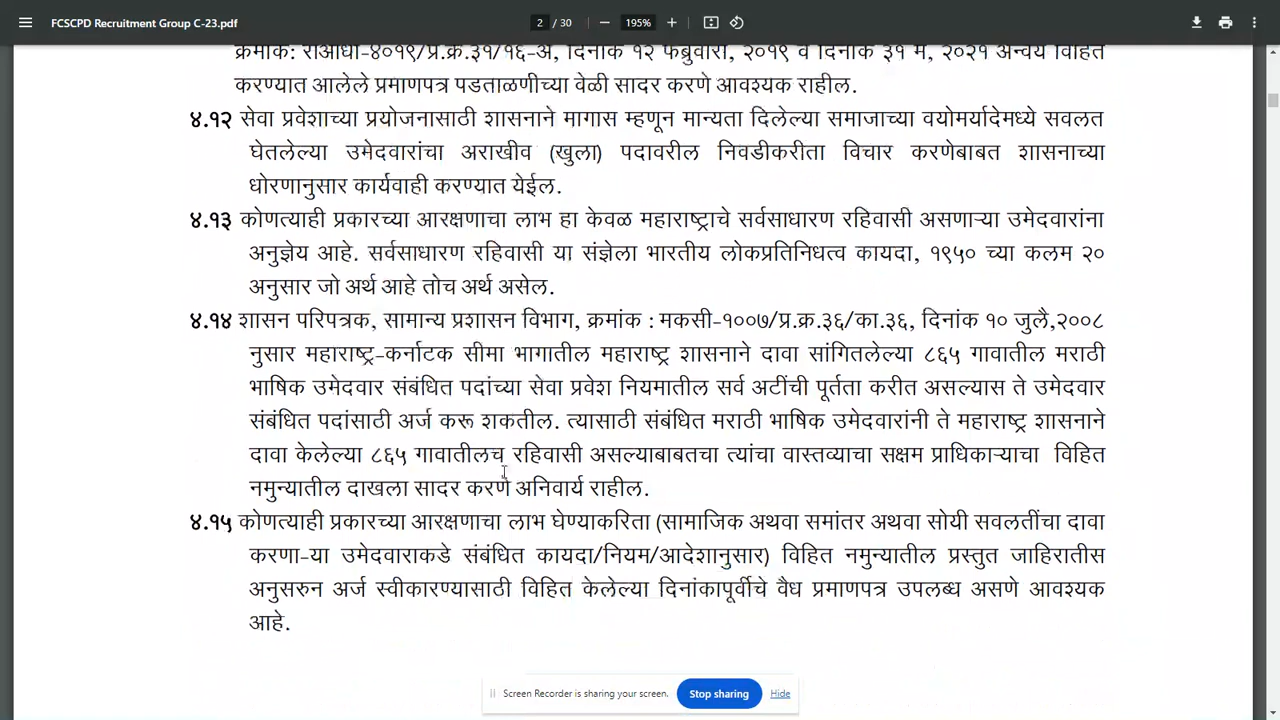 FCSCPD Recruitment Group C-23.pdf
2 / 30
195%
क्रमांक: राआधो-४०१९/प्र.क्र.३१/१६-अ, दिनांक १२ फेब्रुवारी, २०१९ व दिनांक ३१ मे, २०२१ अन्वये विहित
करण्यात आलेले प्रमाणपत्र पडताळणीच्या वेळी सादर करणे आवश्यक राहील.
४.१२ सेवा प्रवेशाच्या प्रयोजनासाठी शासनाने मागास म्हणून मान्यता दिलेल्या समाजाच्या वयोमर्यादेमध्ये सवलत
घेतलेल्या उमेदवारांचा अराखीव (खुला) पदावरील निवडीकरीता विचार करणेबाबत शासनाच्या
धोरणानुसार कार्यवाही करण्यात येईल.
४.१३ कोणत्याही प्रकारच्या आरक्षणाचा लाभ हा केवळ महाराष्ट्राचे सर्वसाधारण रहिवासी असणाऱ्या उमेदवारांना
अनुज्ञेय आहे. सर्वसाधारण रहिवासी या संज्ञेला भारतीय लोकप्रतिनिधत्व कायदा, १९५० च्या कलम २०
अनुसार जो अर्थ आहे तोच अर्थ असेल.
४.१४ शासन परिपत्रक, सामान्य प्रशासन विभाग, क्रमांक : मकसी-१००७/प्र.क्र.३६/का.३६, दिनांक १० जुलै,२००८
नुसार महाराष्ट्र-कर्नाटक सीमा भागातील महाराष्ट्र शासनाने दावा सांगितलेल्या ८६५ गावातील मराठी
भाषिक उमेदवार संबंधित पदांच्या सेवा प्रवेश नियमातील सर्व अटींची पूर्तता करीत असल्यास ते उमेदवार
संबंधित पदांसाठी अर्ज करू शकतील. त्यासाठी संबंधित मराठी भाषिक उमेदवारांनी ते महाराष्ट्र शासनाने
दावा केलेल्या ८६५ गावातीलच रहिवासी असल्याबाबतचा त्यांचा वास्तव्याचा सक्षम प्राधिकाऱ्याचा विहित
नमुन्यातील दाखला सादर करणे अनिवार्य राहील.
४.१५ कोणत्याही प्रकारच्या आरक्षणाचा लाभ घेण्याकरिता (सामाजिक अथवा समांतर अथवा सोयी सवलतींचा दावा
करणा-या उमेदवाराकडे संबंधित कायदा/नियम/आदेशानुसार) विहित नमुन्यातील प्रस्तुत जाहिरातीस
अनुसरुन अर्ज स्वीकारण्यासाठी विहित केलेल्या दिनांकापूर्वीचे वैध प्रमाणपत्र उपलब्ध असणे आवश्यक
आहे.
Screen Recorder is sharing your screen.
Stop sharing
Hide